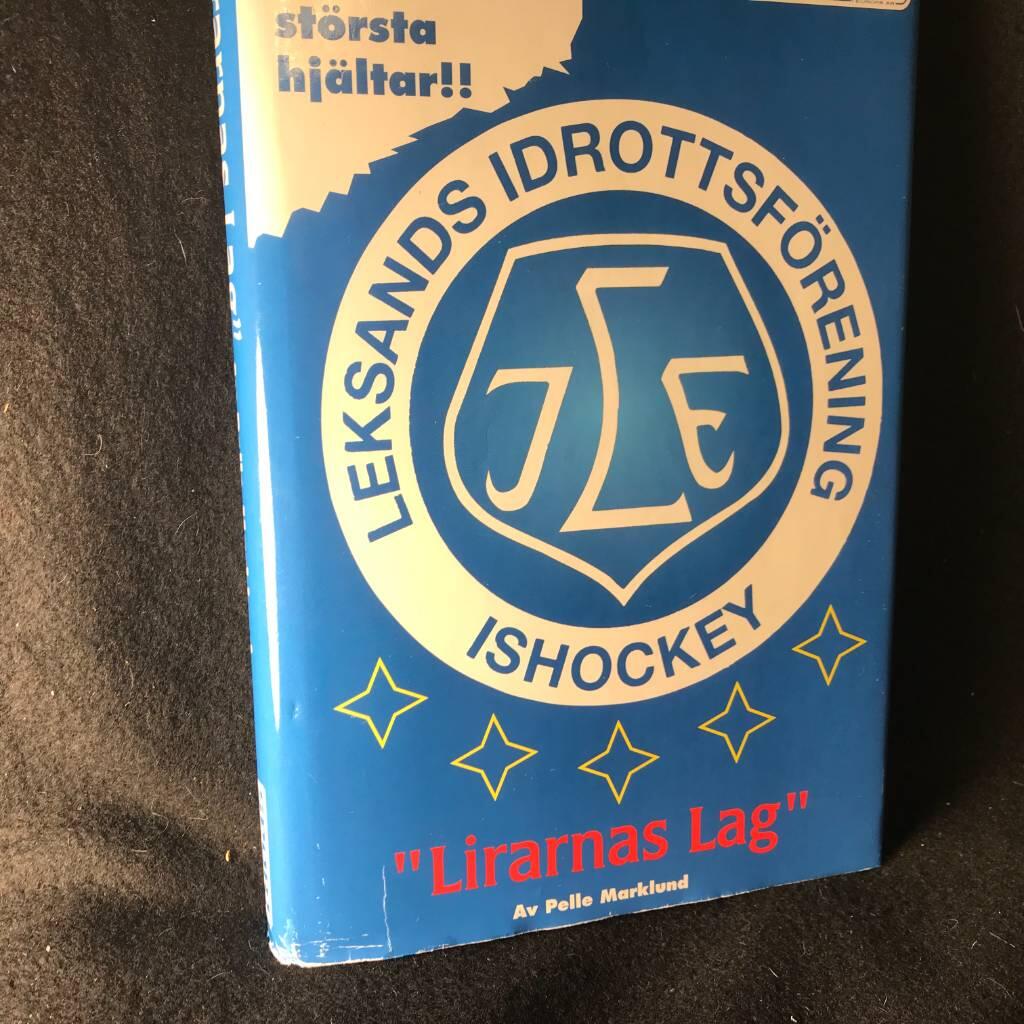 största
hjältar!!
LEKSANDS IDROTTSFÖRENING
ISHOCKEY
"Lirarnas Lag"
Av Pelle Marklund